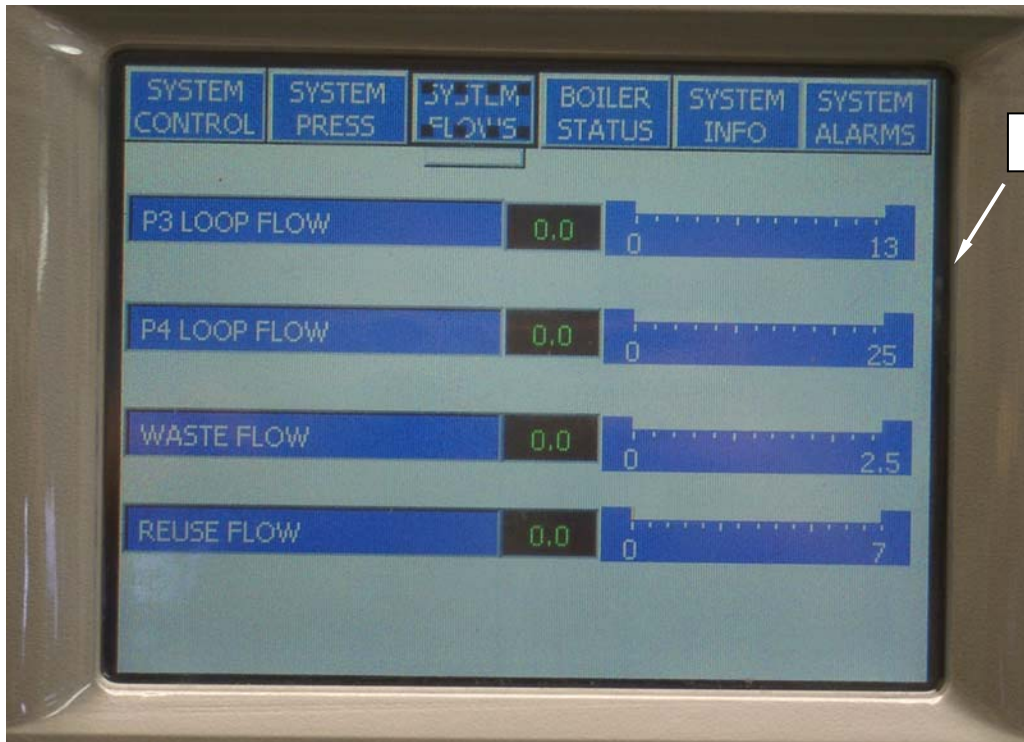 SYSTEM CONTROL
SYSTEM PRESS
SYSTEM FLOWS
BOILER STATUS
SYSTEM INFO
SYSTEM ALARMS
P3 LOOP FLOW 0.0 0 13
P4 LOOP FLOW 0.0 0 25
WASTE FLOW 0.0 0 2.5
REUSE FLOW 0.0 0 7